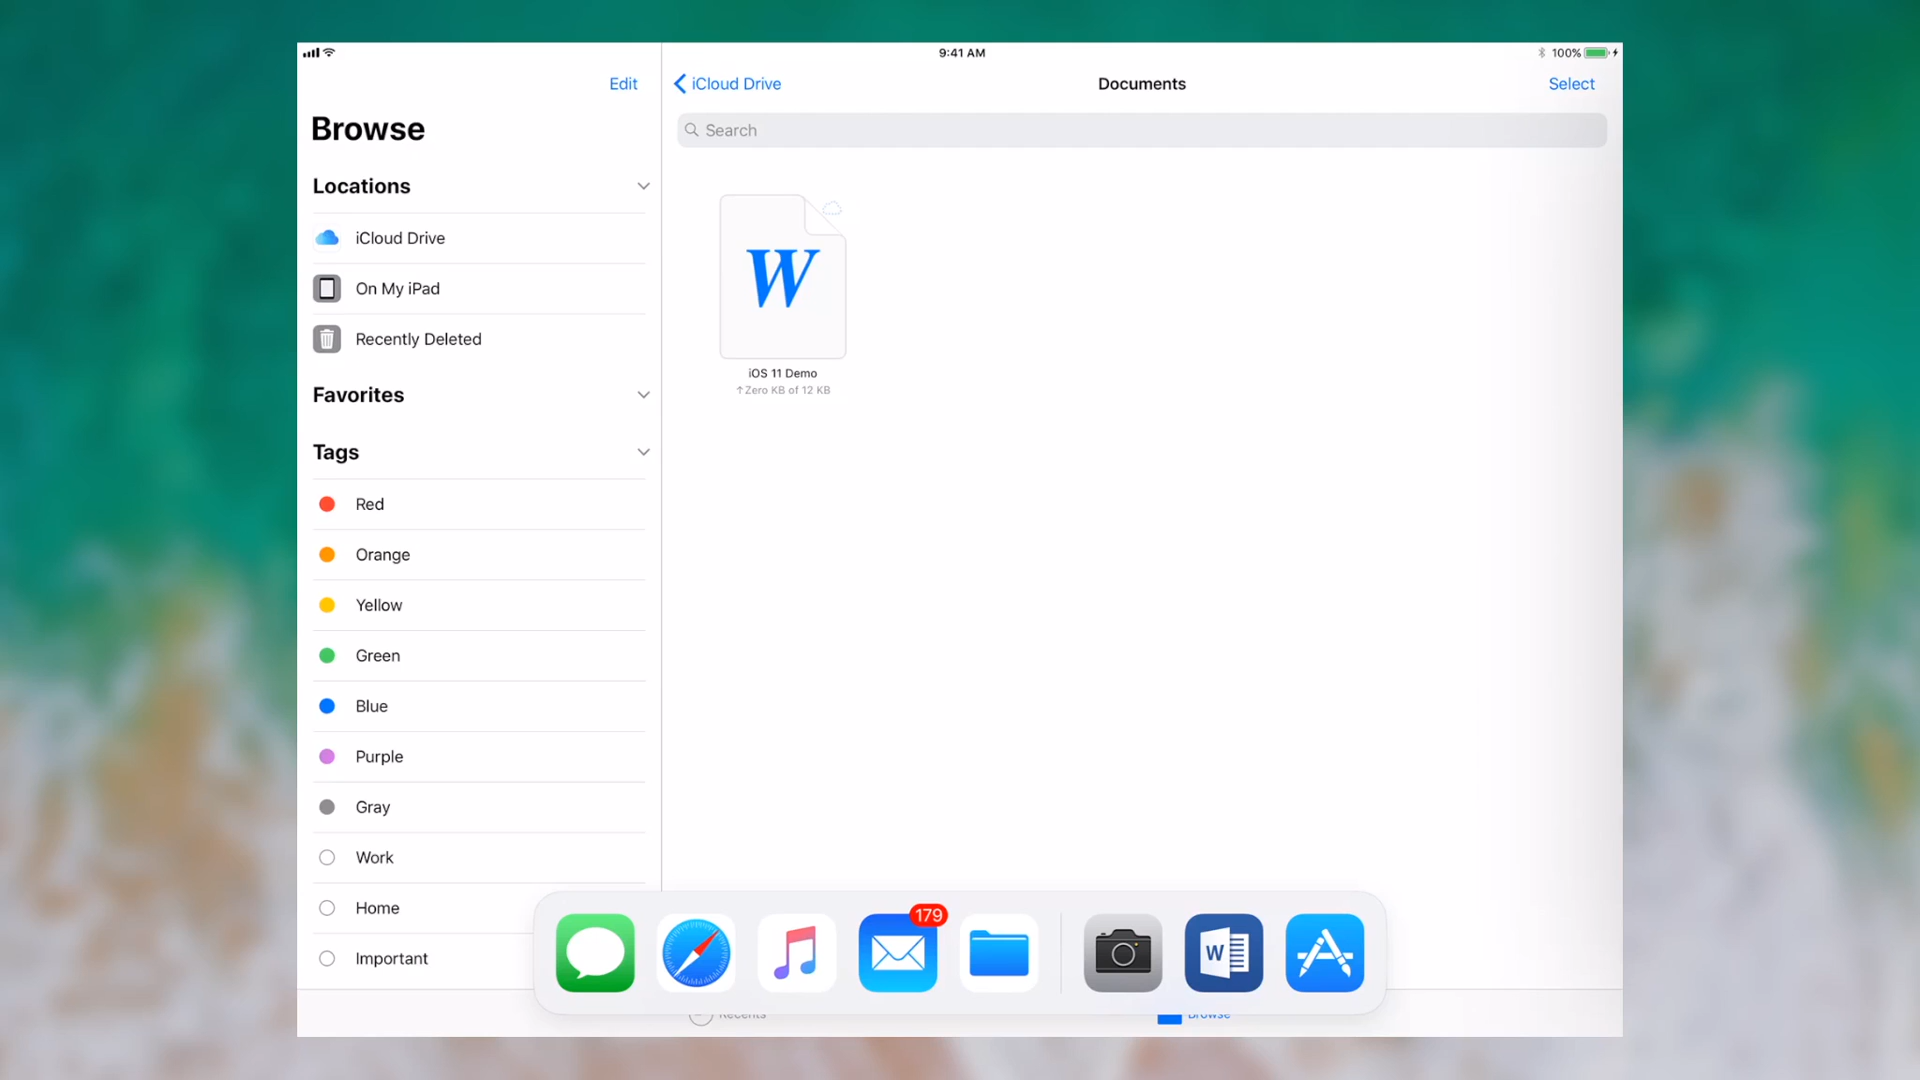 9:41 AM
100%
Edit
Browse
Locations
iCloud Drive
On My iPad
Recently Deleted
Favorites
Tags
Red
Orange
Yellow
Green
Blue
Purple
Gray
Work
Home
Important
iCloud Drive
Documents
Select
Search
W
iOS 11 Demo
↑Zero KB of 12 KB
179
W
Recents
Browse